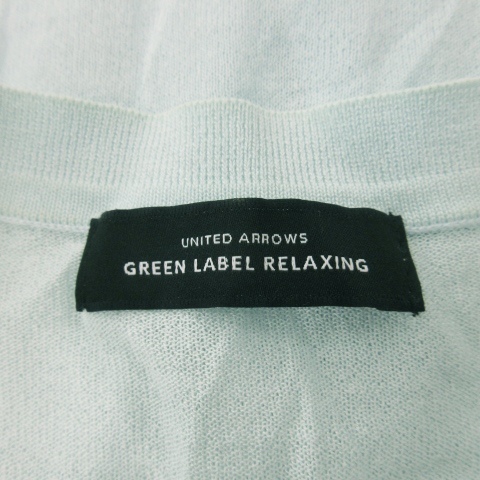 UNITED ARROWS
GREEN LABEL RELAXING